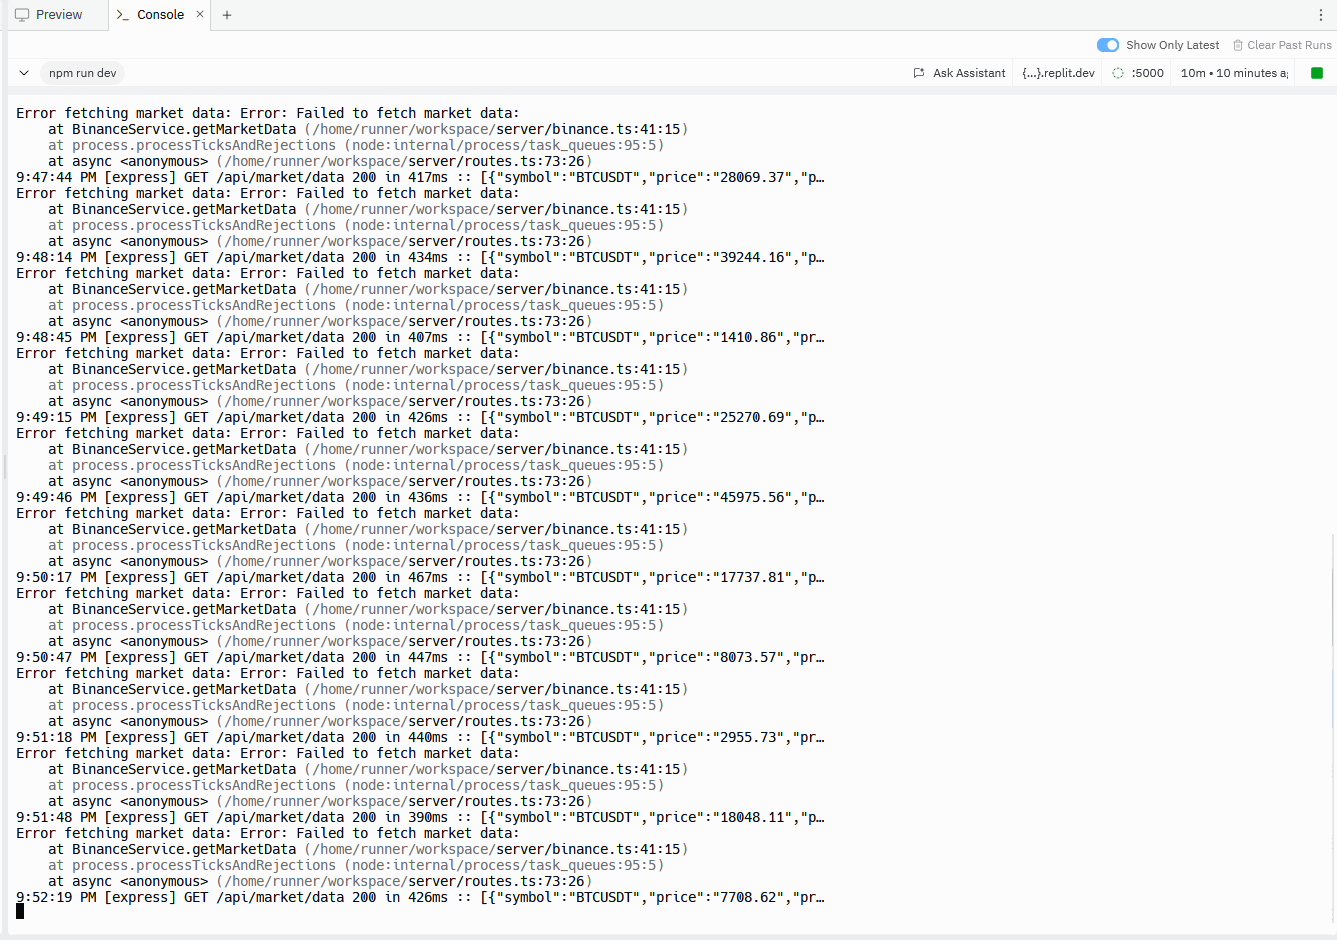 Preview
Console
Show Only Latest
Clear Past Runs
npm run dev
Ask Assistant
{...}.replit.dev
:5000
10m • 10 minutes a
Error fetching market data: Error: Failed to fetch market data:
at BinanceService.getMarketData (/home/runner/workspace/server/binance.ts:41:15)
at process.processTicksAndRejections (node:internal/process/task_queues:95:5)
at async <anonymous> (/home/runner/workspace/server/routes.ts:73:26)
9:47:44 PM [express] GET /api/market/data 200 in 417ms :: [{"symbol":"BTCUSDT","price":"28069.37","p…
Error fetching market data: Error: Failed to fetch market data:
at BinanceService.getMarketData (/home/runner/workspace/server/binance.ts:41:15)
at process.processTicksAndRejections (node:internal/process/task_queues:95:5)
at async <anonymous> (/home/runner/workspace/server/routes.ts:73:26)
9:48:14 PM [express] GET /api/market/data 200 in 434ms :: [{"symbol":"BTCUSDT","price":"39244.16","p…
Error fetching market data: Error: Failed to fetch market data:
at BinanceService.getMarketData (/home/runner/workspace/server/binance.ts:41:15)
at process.processTicksAndRejections (node:internal/process/task_queues:95:5)
at async <anonymous> (/home/runner/workspace/server/routes.ts:73:26)
9:48:45 PM [express] GET /api/market/data 200 in 407ms :: [{"symbol":"BTCUSDT","price":"1410.86","pr…
Error fetching market data: Error: Failed to fetch market data:
at BinanceService.getMarketData (/home/runner/workspace/server/binance.ts:41:15)
at process.processTicksAndRejections (node:internal/process/task_queues:95:5)
at async <anonymous> (/home/runner/workspace/server/routes.ts:73:26)
9:49:15 PM [express] GET /api/market/data 200 in 426ms :: [{"symbol":"BTCUSDT","price":"25270.69","p…
Error fetching market data: Error: Failed to fetch market data:
at BinanceService.getMarketData (/home/runner/workspace/server/binance.ts:41:15)
at process.processTicksAndRejections (node:internal/process/task_queues:95:5)
at async <anonymous> (/home/runner/workspace/server/routes.ts:73:26)
9:49:46 PM [express] GET /api/market/data 200 in 436ms :: [{"symbol":"BTCUSDT","price":"45975.56","p…
Error fetching market data: Error: Failed to fetch market data:
at BinanceService.getMarketData (/home/runner/workspace/server/binance.ts:41:15)
at process.processTicksAndRejections (node:internal/process/task_queues:95:5)
at async <anonymous> (/home/runner/workspace/server/routes.ts:73:26)
9:50:17 PM [express] GET /api/market/data 200 in 467ms :: [{"symbol":"BTCUSDT","price":"17737.81","p…
Error fetching market data: Error: Failed to fetch market data:
at BinanceService.getMarketData (/home/runner/workspace/server/binance.ts:41:15)
at process.processTicksAndRejections (node:internal/process/task_queues:95:5)
at async <anonymous> (/home/runner/workspace/server/routes.ts:73:26)
9:50:47 PM [express] GET /api/market/data 200 in 447ms :: [{"symbol":"BTCUSDT","price":"8073.57","pr…
Error fetching market data: Error: Failed to fetch market data:
at BinanceService.getMarketData (/home/runner/workspace/server/binance.ts:41:15)
at process.processTicksAndRejections (node:internal/process/task_queues:95:5)
at async <anonymous> (/home/runner/workspace/server/routes.ts:73:26)
9:51:18 PM [express] GET /api/market/data 200 in 440ms :: [{"symbol":"BTCUSDT","price":"2955.73","pr…
Error fetching market data: Error: Failed to fetch market data:
at BinanceService.getMarketData (/home/runner/workspace/server/binance.ts:41:15)
at process.processTicksAndRejections (node:internal/process/task_queues:95:5)
at async <anonymous> (/home/runner/workspace/server/routes.ts:73:26)
9:51:48 PM [express] GET /api/market/data 200 in 390ms :: [{"symbol":"BTCUSDT","price":"18048.11","p…
Error fetching market data: Error: Failed to fetch market data:
at BinanceService.getMarketData (/home/runner/workspace/server/binance.ts:41:15)
at process.processTicksAndRejections (node:internal/process/task_queues:95:5)
at async <anonymous> (/home/runner/workspace/server/routes.ts:73:26)
9:52:19 PM [express] GET /api/market/data 200 in 426ms :: [{"symbol":"BTCUSDT","price":"7708.62","pr…